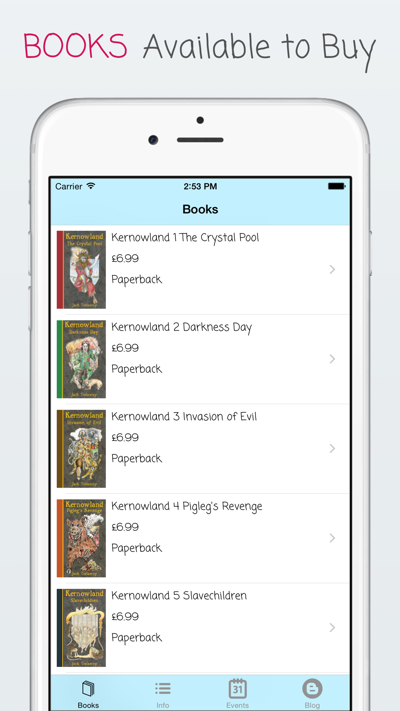 BOOKS Available to Buy
Carrier 2:53 PM
Books
Kernowland
The Crystal Pool
Jack Trelawny
Kernowland 1 The Crystal Pool
£6.99
Paperback
Kernowland
Darkness Day
Jack Trelawny
Kernowland 2 Darkness Day
£6.99
Paperback
Kernowland
Invasion of Evil
Jack Trelawny
Kernowland 3 Invasion of Evil
£6.99
Paperback
Kernowland
Pigleg's Revenge
Jack Trelawny
Kernowland 4 Pigleg's Revenge
£6.99
Paperback
Kernowland
Slavechildren
Jack Trelawny
Kernowland 5 Slavechildren
£6.99
Paperback
31
Books Info Events Blog